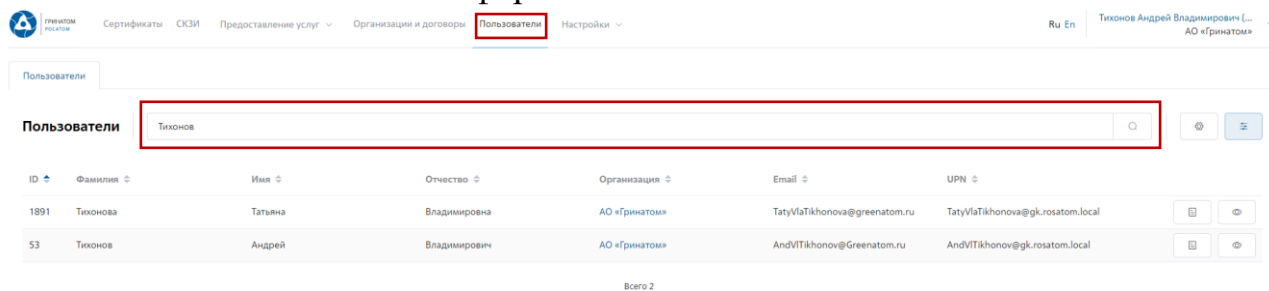 ГРИНАТОМ
РОСАТОМ
Сертификаты СКЗИ Предоставление услуг Организации и договоры Пользователи Настройки
Ru En
Тихонов Андрей Владимирович (...
АО «Гринатом»
Пользователи
Пользователи Тихонов
ID Фамилия Имя Отчество Организация Email UPN
1891 Тихонова Татьяна Владимировна АО «Гринатом» TatyVlaTikhonova@greenatom.ru TatyVlaTikhonova@gk.rosatom.local
53 Тихонов Андрей Владимирович АО «Гринатом» AndVlTikhonov@Greenatom.ru AndVlTikhonov@gk.rosatom.local
Всего 2